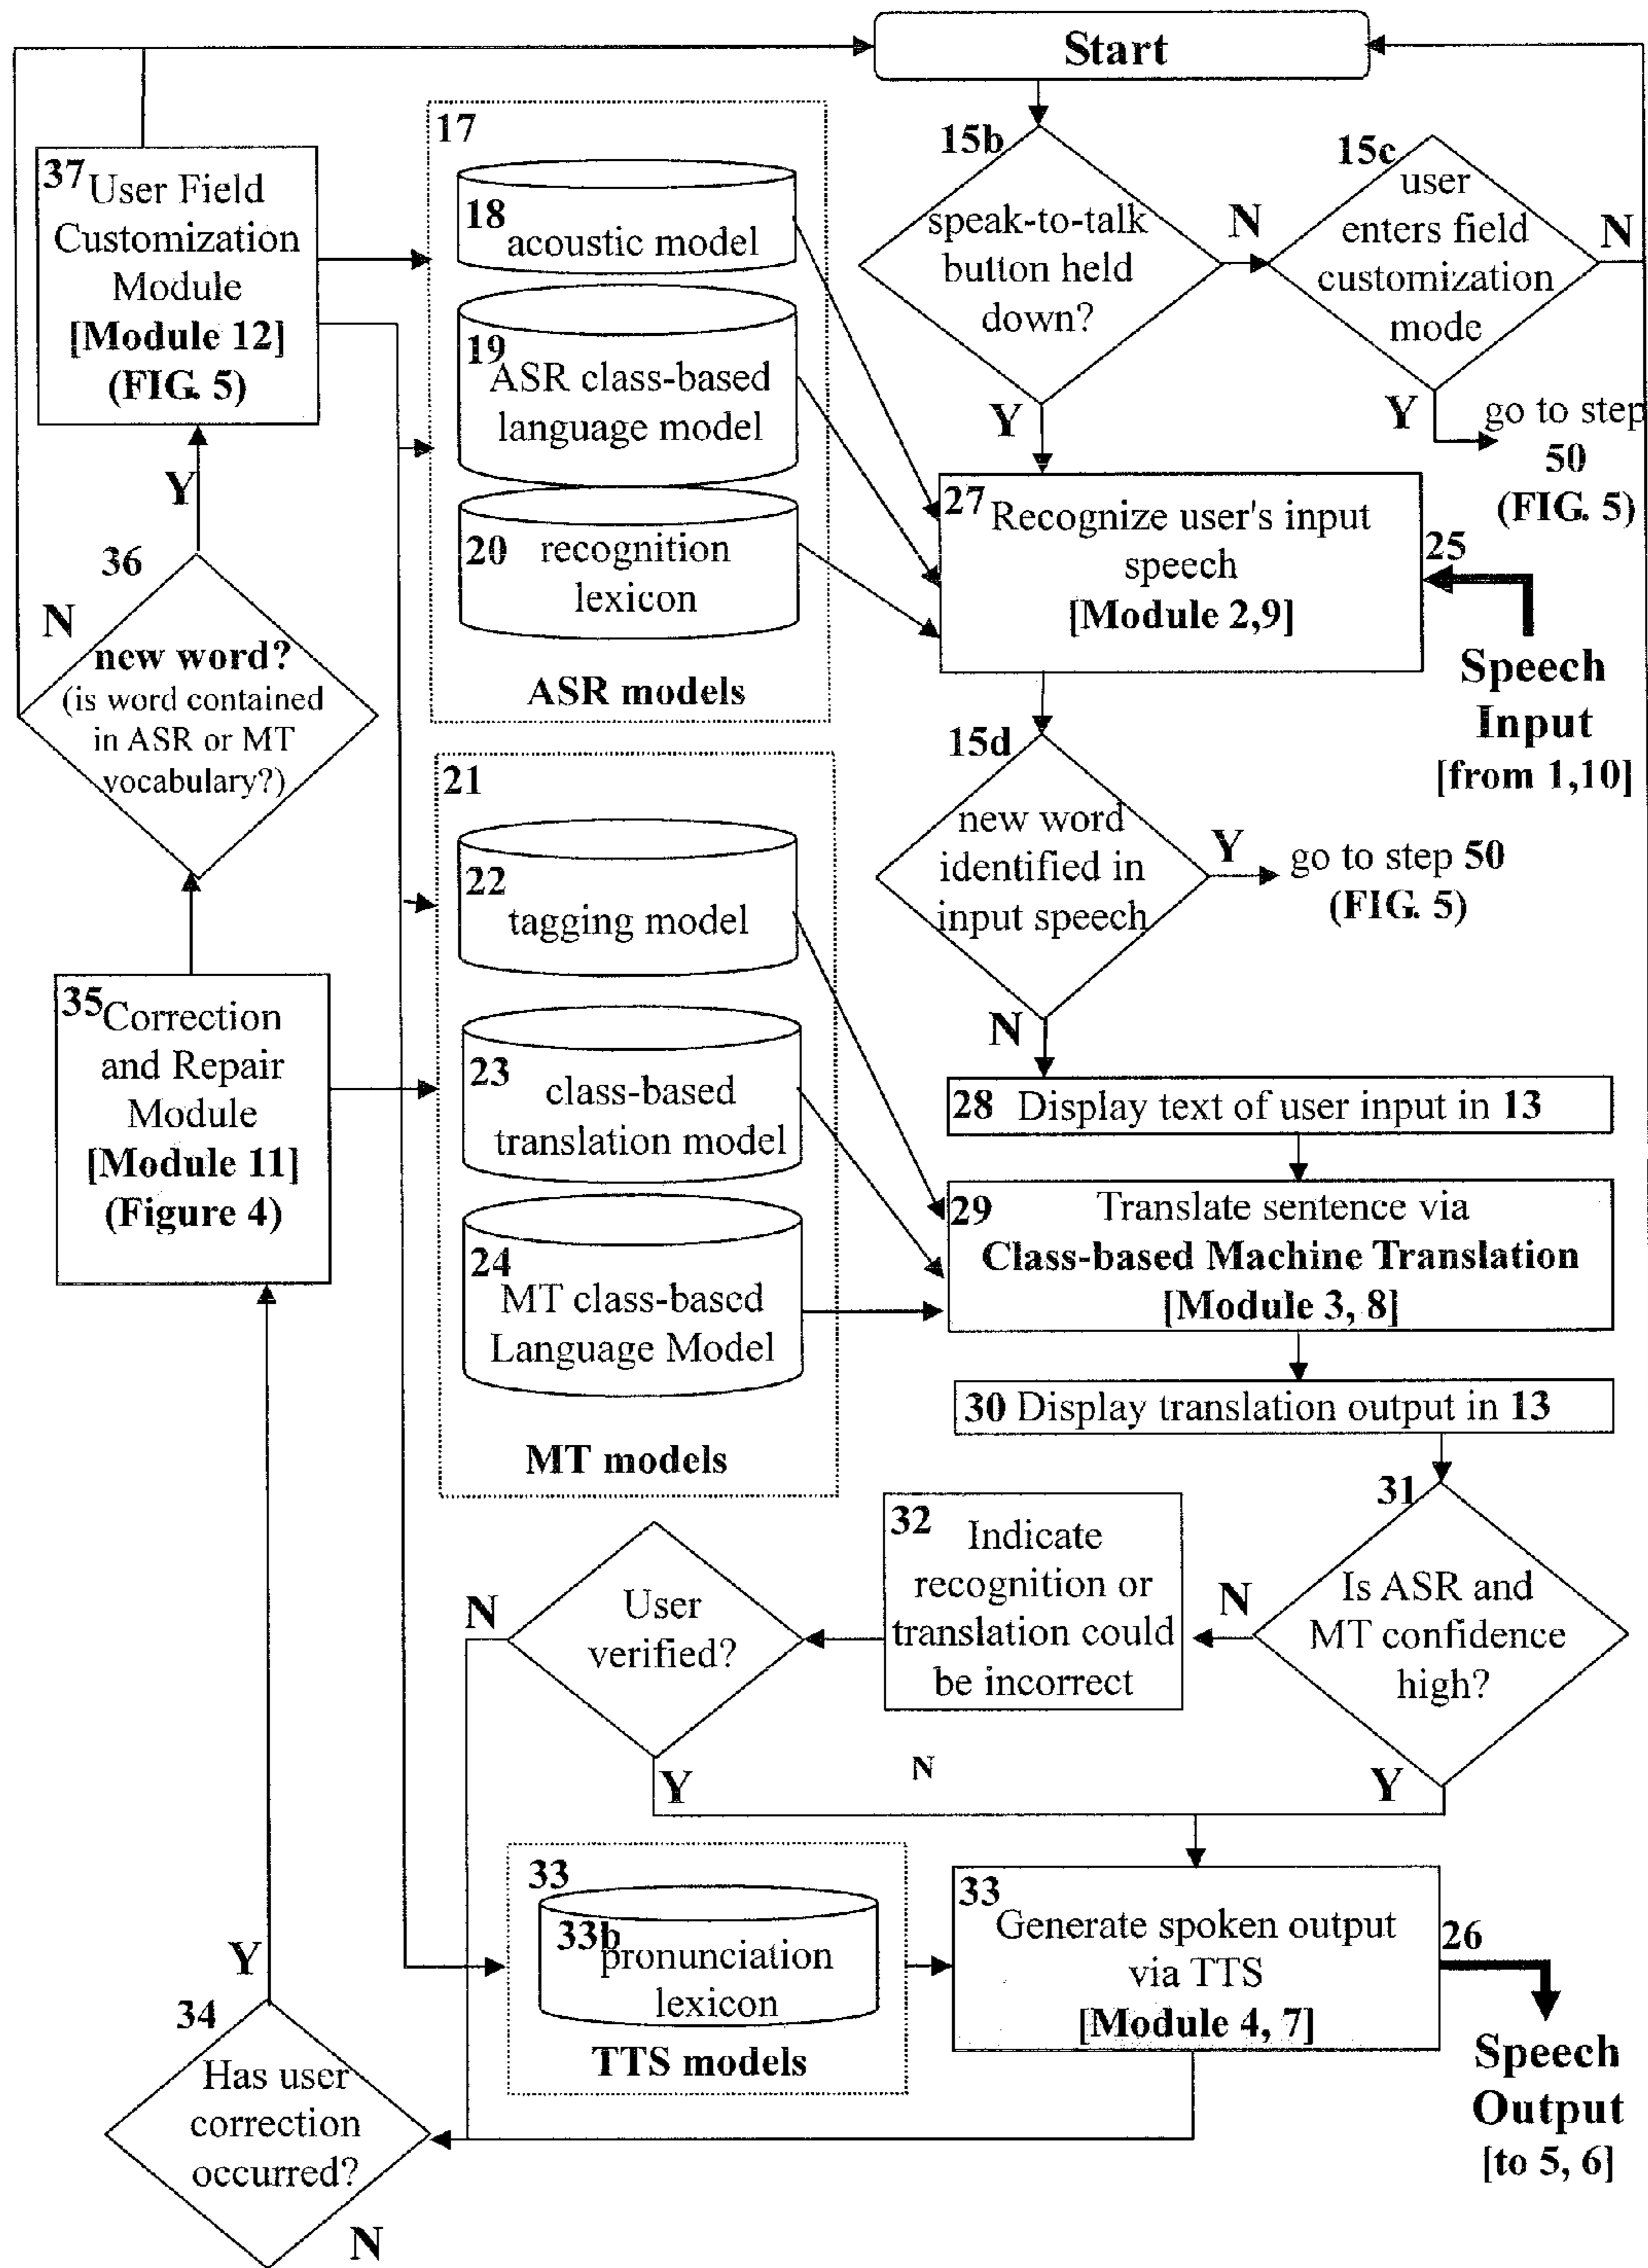 Start
15b
speak-to-talk
button held
down?
N
Y
15c
user
enters field
customization
mode
N
Y
go to step
50
(FIG. 5)
37 User Field
Customization
Module
[Module 12]
(FIG. 5)
Y
17
18
acoustic model
19
ASR class-based
language model
20
recognition
lexicon
ASR models
27 Recognize user's input
speech
[Module 2,9]
25
Speech
Input
[from 1,10]
36
N
new word?
(is word contained
in ASR or MT
vocabulary?)
15d
new word
identified in
input speech
Y
go to step 50
(FIG. 5)
N
21
22
tagging model
23
class-based
translation model
24
MT class-based
Language Model
MT models
35 Correction
and Repair
Module
[Module 11]
(Figure 4)
28 Display text of user input in 13
29 Translate sentence via
Class-based Machine Translation
[Module 3, 8]
30 Display translation output in 13
31
Is ASR and
MT confidence
high?
N
Y
32
Indicate
recognition or
translation could
be incorrect
User
verified?
N
Y
N
33
33b
pronunciation
lexicon
TTS models
33
Generate spoken output
via TTS
[Module 4, 7]
26
Speech
Output
[to 5, 6]
Y
34
Has user
correction
occurred?
N